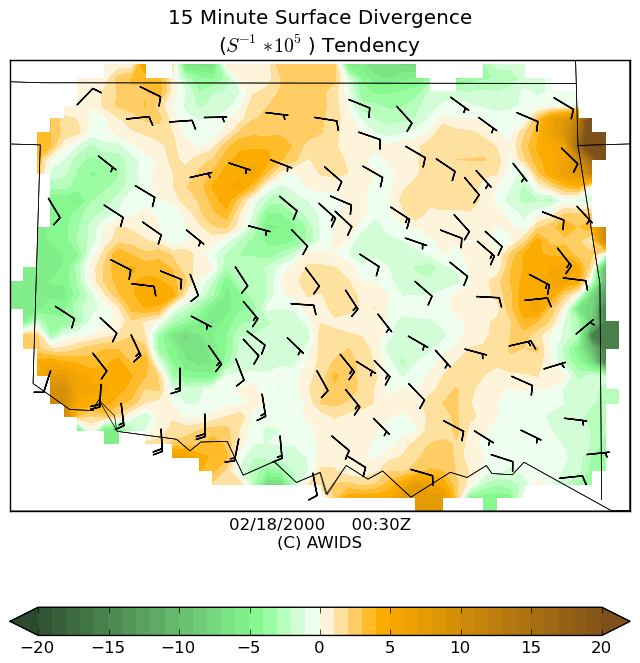 15 Minute Surface Divergence
(S⁻¹ *10⁵ ) Tendency
02/18/2000 00:30Z
(C) AWIDS
−20 −15 −10 −5 0 5 10 15 20